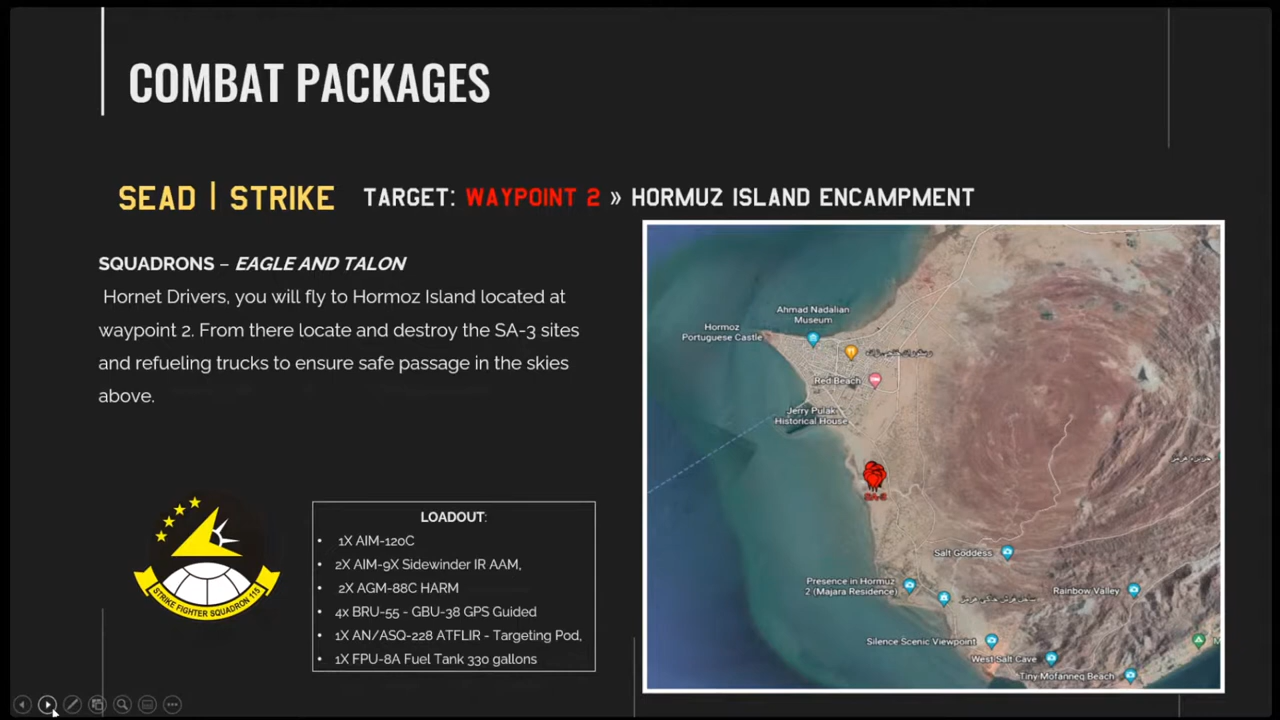 COMBAT PACKAGES
SEAD | STRIKE
TARGET: WAYPOINT 2 » HORMUZ ISLAND ENCAMPMENT
SQUADRONS – EAGLE AND TALON
Hornet Drivers, you will fly to Hormoz Island located at
waypoint 2. From there locate and destroy the SA-3 sites
and refueling trucks to ensure safe passage in the skies
above.
STRIKE FIGHTER SQUADRON 115
LOADOUT:
• 1X AIM-120C
• 2X AIM-9X Sidewinder IR AAM,
• 2X AGM-88C HARM
• 4x BRU-55 - GBU-38 GPS Guided
• 1X AN/ASQ-228 ATFLIR - Targeting Pod,
• 1X FPU-8A Fuel Tank 330 gallons
Ahmad Nadalian
Museum
Hormoz
Portuguese Castle
Red Beach
Jerry Pulak
Historical House
SA-3
Salt Goddess
Presence in Hormuz
2 (Majara Residence)
Rainbow Valley
Silence Scenic Viewpoint
West Salt Cave
Tiny Mofanneq Beach
M